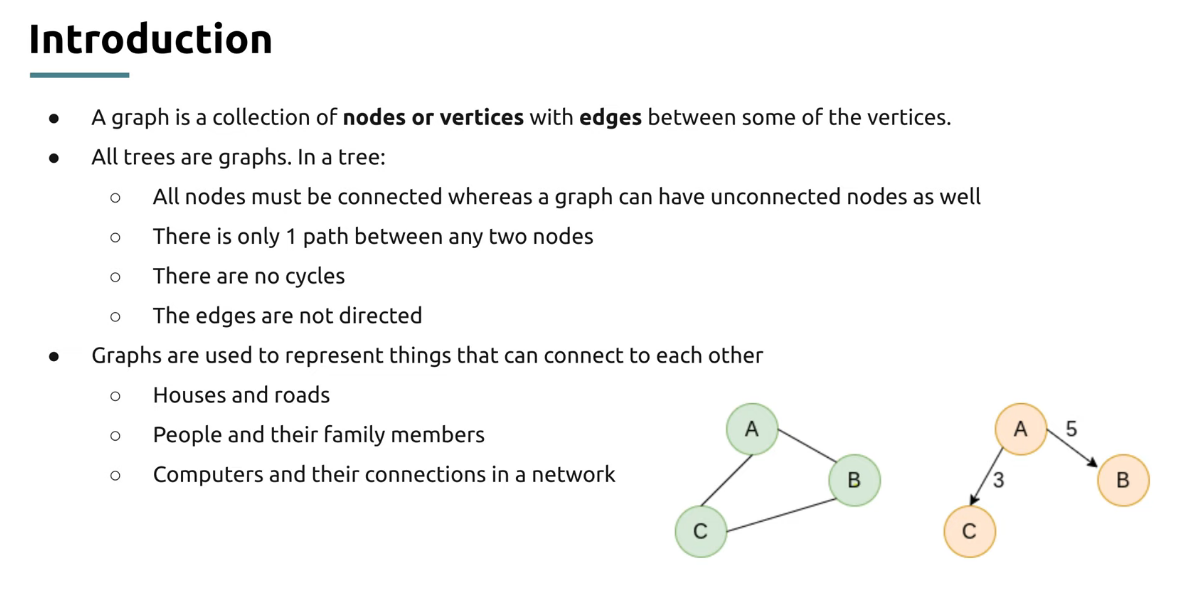 Introduction
● A graph is a collection of nodes or vertices with edges between some of the vertices.
● All trees are graphs. In a tree:
○ All nodes must be connected whereas a graph can have unconnected nodes as well
○ There is only 1 path between any two nodes
○ There are no cycles
○ The edges are not directed
● Graphs are used to represent things that can connect to each other
○ Houses and roads
○ People and their family members
○ Computers and their connections in a network
A
B
C
A
5
3
B
C